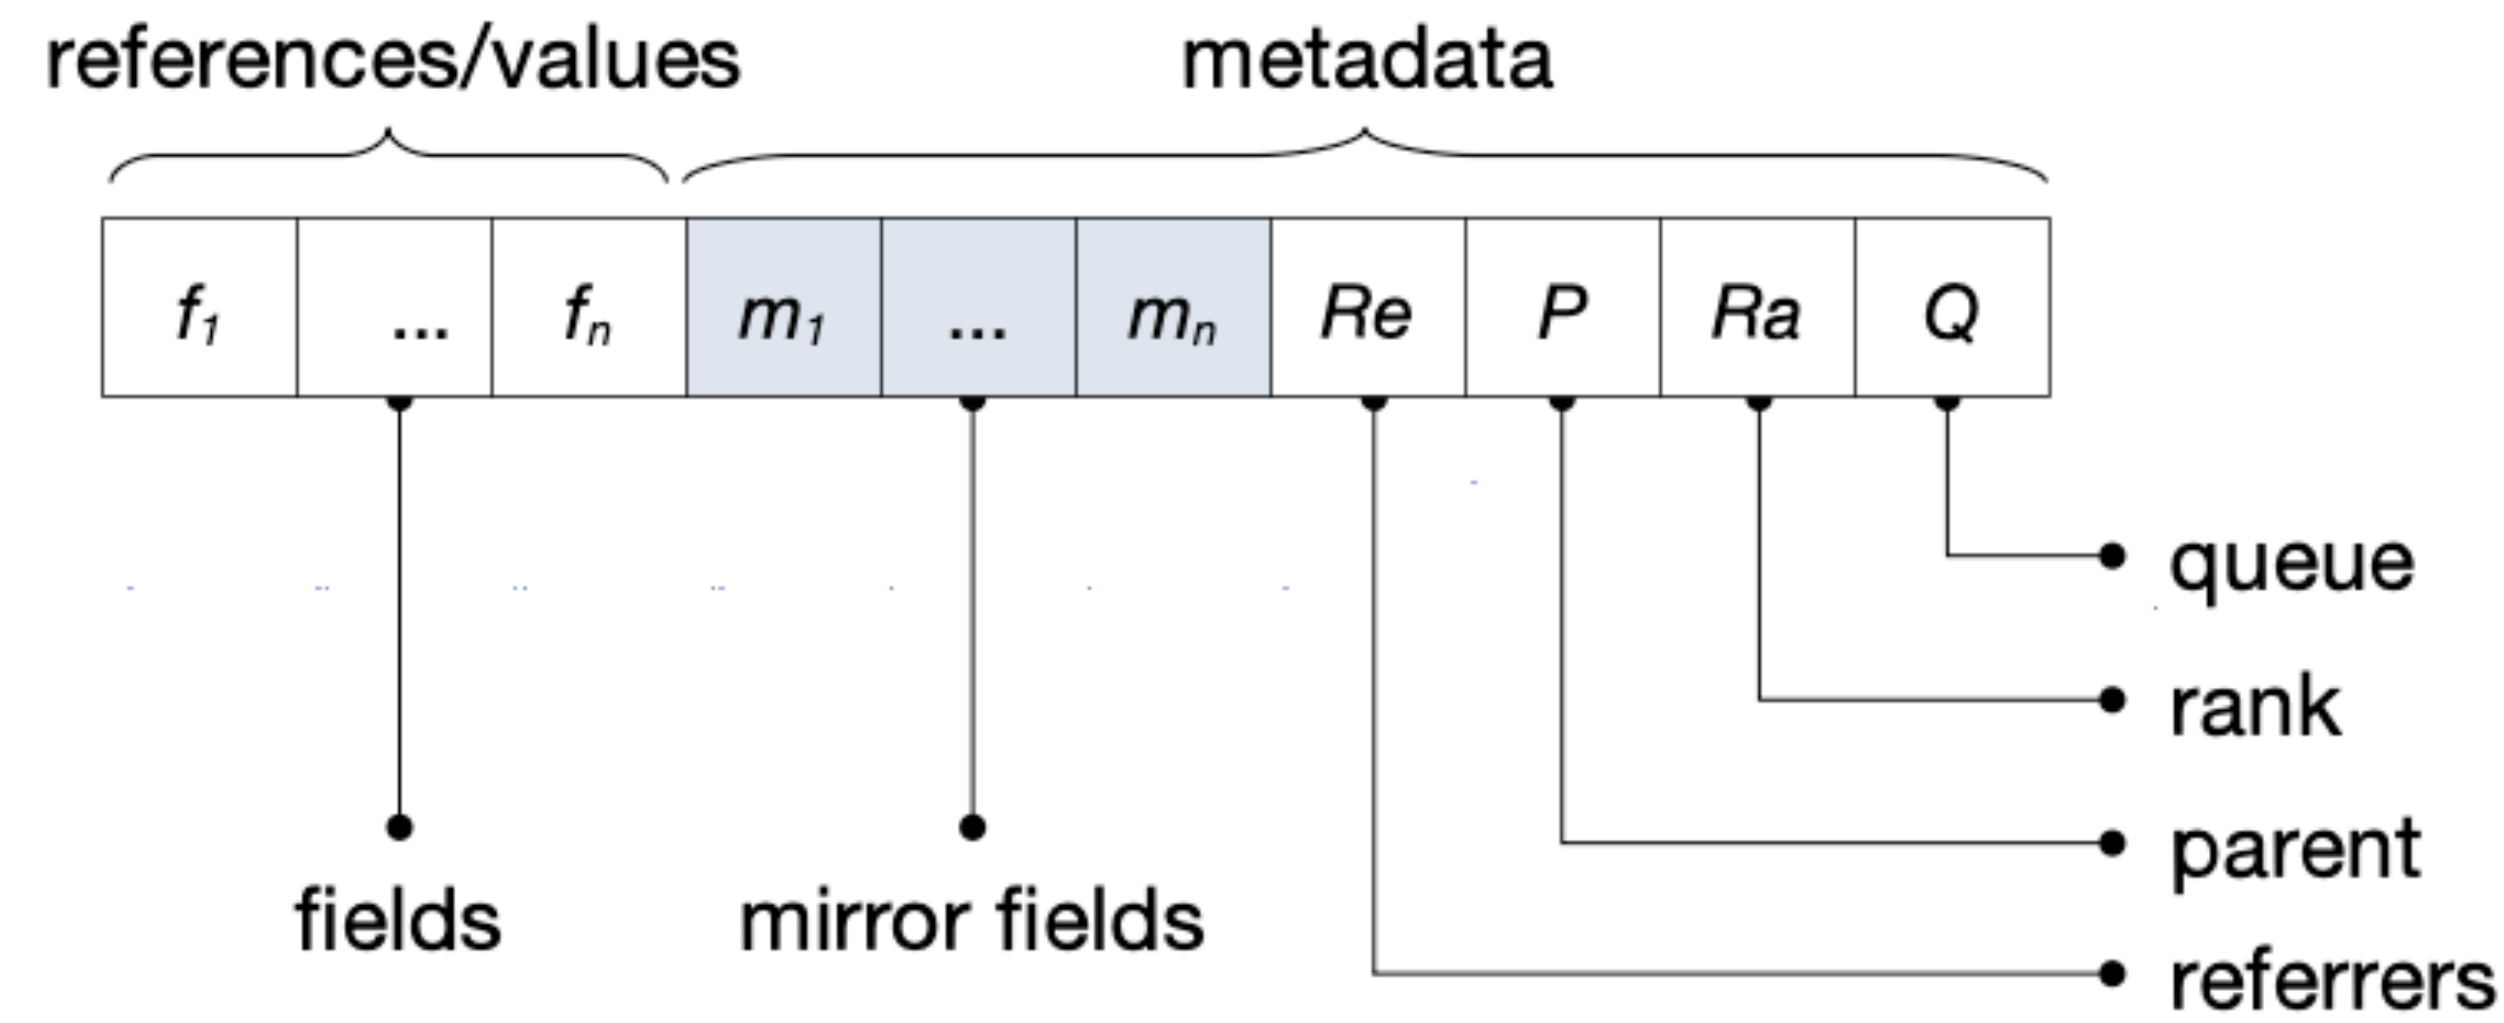 references/values metadata
f1 ... fn m1 ... mn Re P Ra Q
queue
rank
parent
fields mirror fields
referrers